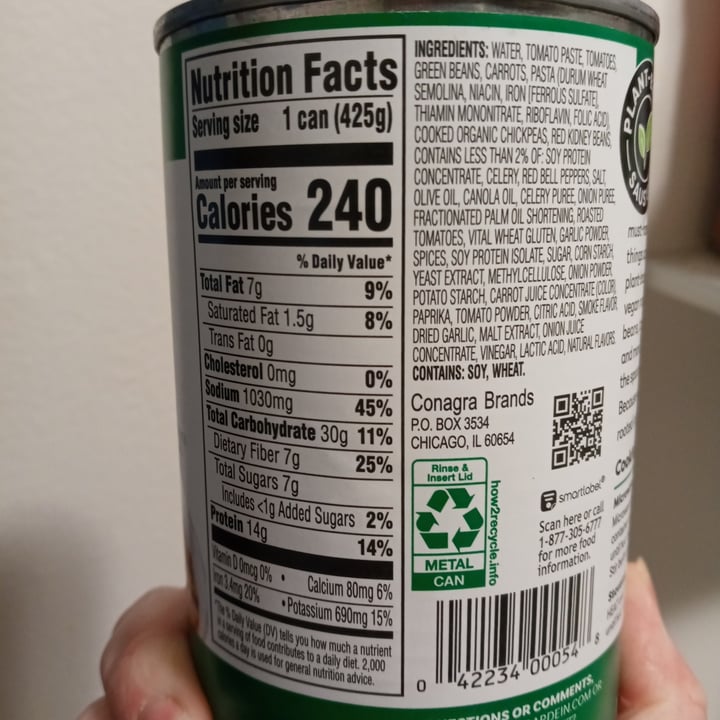 Nutrition Facts
Serving size 1 can (425g)
Amount per serving
Calories 240
% Daily Value*
Total Fat 7g 9%
Saturated Fat 1.5g 8%
Trans Fat 0g
Cholesterol 0mg 0%
Sodium 1030mg 45%
Total Carbohydrate 30g 11%
Dietary Fiber 7g 25%
Total Sugars 7g
Includes <1g Added Sugars 2%
Protein 14g 14%
Vitamin D 0mcg 0% • Calcium 80mg 6%
Iron 3.4mg 20% • Potassium 690mg 15%
*The % Daily Value (DV) tells you how much a nutrient
in a serving of food contributes to a daily diet. 2,000
calories a day is used for general nutrition advice.
INGREDIENTS: WATER, TOMATO PASTE, TOMATOES,
GREEN BEANS, CARROTS, PASTA (DURUM WHEAT
SEMOLINA, NIACIN, IRON [FERROUS SULFATE],
THIAMIN MONONITRATE, RIBOFLAVIN, FOLIC ACID),
COOKED ORGANIC CHICKPEAS, RED KIDNEY BEANS,
CONTAINS LESS THAN 2% OF: SOY PROTEIN
CONCENTRATE, CELERY, RED BELL PEPPERS, SALT,
OLIVE OIL, CANOLA OIL, CELERY PUREE, ONION PUREE,
FRACTIONATED PALM OIL SHORTENING, ROASTED
TOMATOES, VITAL WHEAT GLUTEN, GARLIC POWDER,
SPICES, SOY PROTEIN ISOLATE, SUGAR, CORN STARCH,
YEAST EXTRACT, METHYLCELLULOSE, ONION POWDER,
POTATO STARCH, CARROT JUICE CONCENTRATE (COLOR),
PAPRIKA, TOMATO POWDER, CITRIC ACID, SMOKE FLAVOR,
DRIED GARLIC, MALT EXTRACT, ONION JUICE
CONCENTRATE, VINEGAR, LACTIC ACID, NATURAL FLAVORS.
CONTAINS: SOY, WHEAT.
Conagra Brands
P.O. BOX 3534
CHICAGO, IL 60654
Rinse &
Insert Lid
METAL
CAN
how2recycle.info
smartlabel®
Scan here or call
1-877-305-6777
for more food
information.
0 42234 00054 8
PLANT-
must